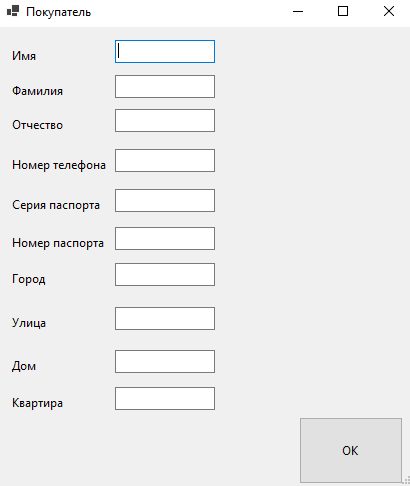 Покупатель
Имя
Фамилия
Отчество
Номер телефона
Серия паспорта
Номер паспорта
Город
Улица
Дом
Квартира
OK